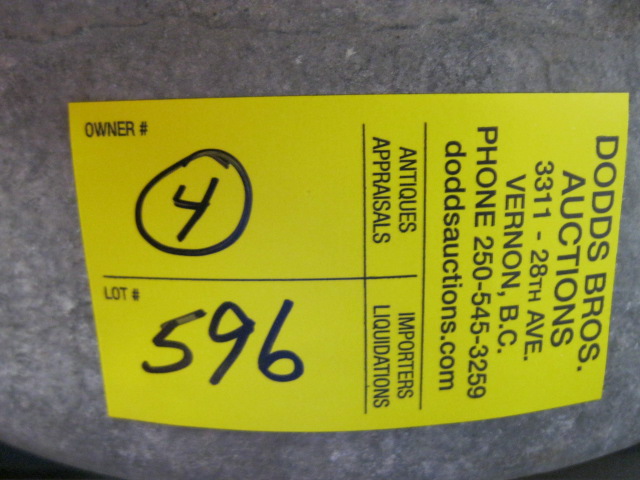 DODDS BROS.
AUCTIONS
3311 - 28TH AVE.
VERNON, B.C.
PHONE 250-545-3259
doddsauctions.com
ANTIQUES
APPRAISALS
IMPORTERS
LIQUIDATIONS
OWNER #
4
LOT #
596